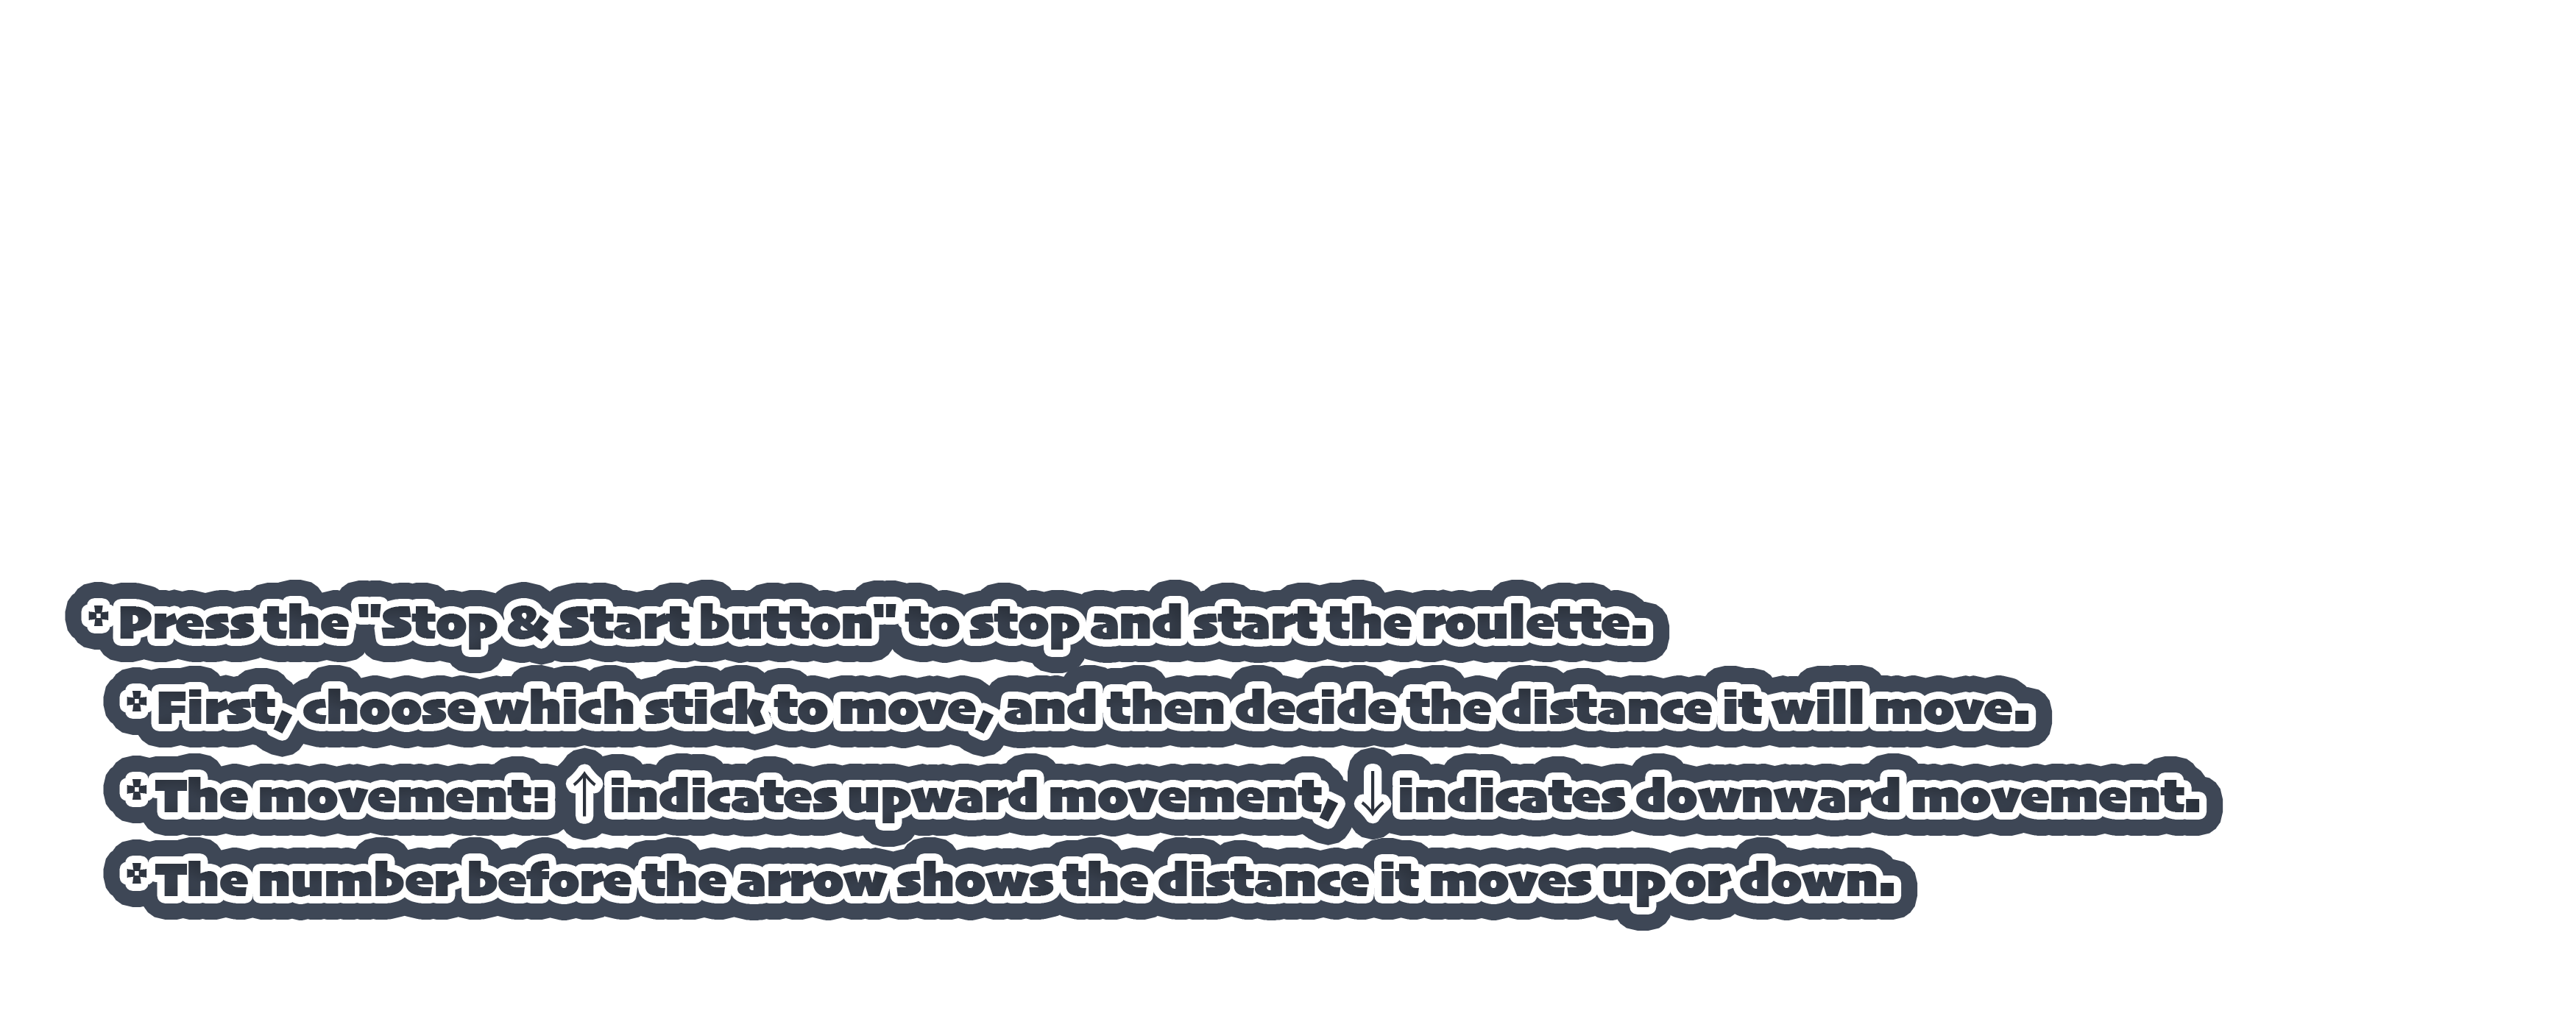 *Press the "Stop & Start button" to stop and start the roulette.
*First, choose which stick to move, and then decide the distance it will move.
*The movement: ↑ indicates upward movement, ↓ indicates downward movement.
*The number before the arrow shows the distance it moves up or down.